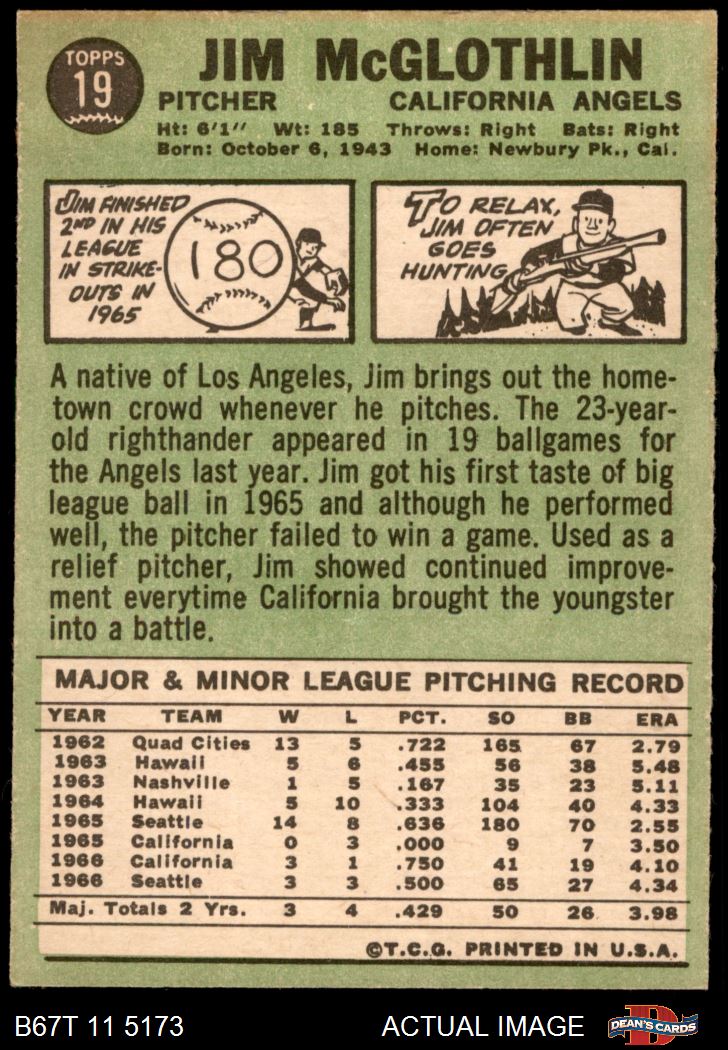 TOPPS
19
JIM McGLOTHLIN
PITCHER CALIFORNIA ANGELS
Ht: 6'1" Wt: 185 Throws: Right Bats: Right
Born: October 6, 1943 Home: Newbury Pk., Cal.
JIM FINISHED
2ND IN HIS
LEAGUE
IN STRIKE-
OUTS IN
1965
180
TO RELAX,
JIM OFTEN
GOES
HUNTING
A native of Los Angeles, Jim brings out the home-
town crowd whenever he pitches. The 23-year-
old righthander appeared in 19 ballgames for
the Angels last year. Jim got his first taste of big
league ball in 1965 and although he performed
well, the pitcher failed to win a game. Used as a
relief pitcher, Jim showed continued improve-
ment everytime California brought the youngster
into a battle.
MAJOR & MINOR LEAGUE PITCHING RECORD
YEAR TEAM W L PCT. SO BB ERA
1962 Quad Cities 13 5 .722 165 67 2.79
1963 Hawaii 5 6 .455 56 38 5.48
1963 Nashville 1 5 .167 35 23 5.11
1964 Hawaii 5 10 .333 104 40 4.33
1965 Seattle 14 8 .636 180 70 2.55
1965 California 0 3 .000 9 7 3.50
1966 California 3 1 .750 41 19 4.10
1966 Seattle 3 3 .500 65 27 4.34
Maj. Totals 2 Yrs. 3 4 .429 50 26 3.98
©T.C.G. PRINTED IN U.S.A.
B67T 11 5173 ACTUAL IMAGE
DEAN'S CARDS